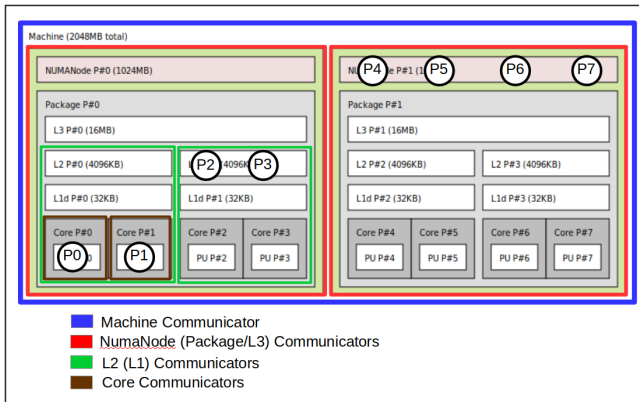 Machine (2048MB total)
NUMANode P#0 (1024MB)
P4 P5 P6 P7
Package P#0
Package P#1
L3 P#0 (16MB)
L3 P#1 (16MB)
L2 P#0 (4096KB)
P2 (4096K P3
L2 P#2 (4096KB)
L2 P#3 (4096KB)
L1d P#0 (32KB)
L1d P#1 (32KB)
L1d P#2 (32KB)
L1d P#3 (32KB)
Core P#0
Core P#1
Core P#2
Core P#3
Core P#4
Core P#5
Core P#6
Core P#7
P0
P1
PU P#2
PU P#3
PU P#4
PU P#5
PU P#6
PU P#7
Machine Communicator
NumaNode (Package/L3) Communicators
L2 (L1) Communicators
Core Communicators